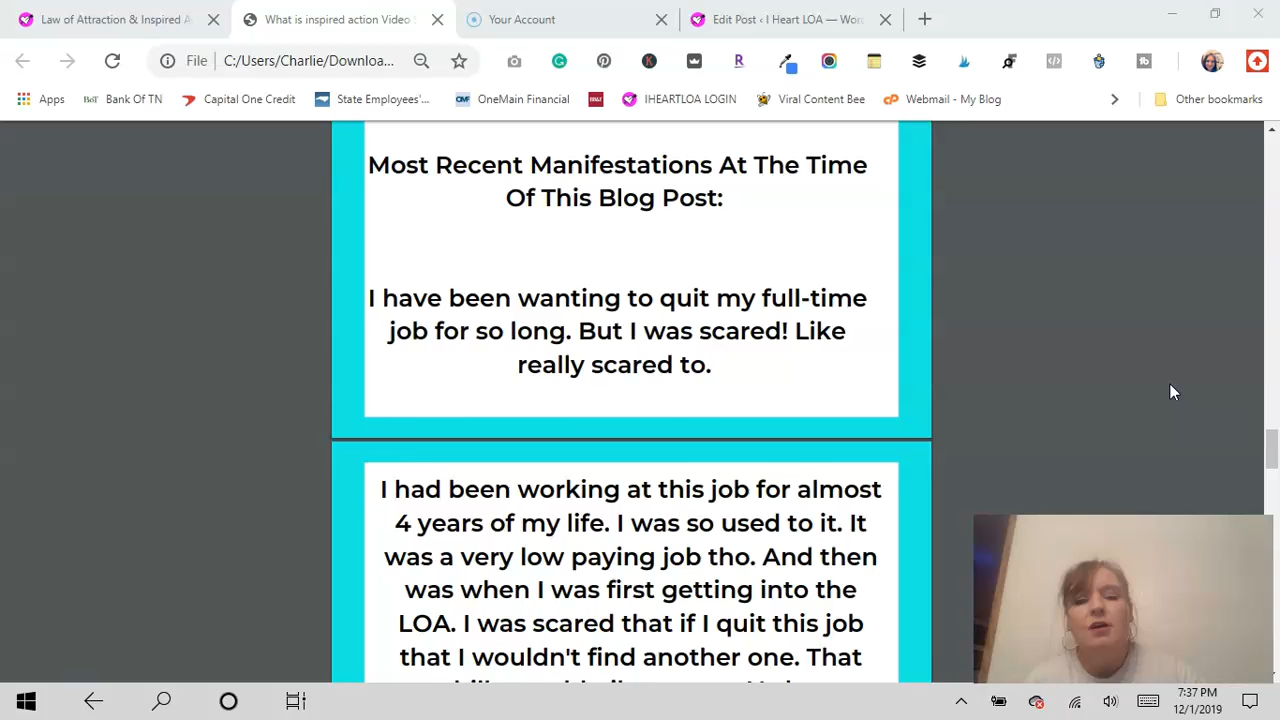 Law of Attraction & Inspired A
What is inspired action Video
Your Account
Edit Post ‹ I Heart LOA — Wor
File
C:/Users/Charlie/Downloa...
Apps
Bank Of TN
Capital One Credit
State Employees'...
OneMain Financial
IHEARTLOA LOGIN
Viral Content Bee
Webmail - My Blog
Other bookmarks
Most Recent Manifestations At The Time
Of This Blog Post:
I have been wanting to quit my full-time
job for so long. But I was scared! Like
really scared to.
I had been working at this job for almost
4 years of my life. I was so used to it. It
was a very low paying job tho. And then
was when I was first getting into the
LOA. I was scared that if I quit this job
that I wouldn't find another one. That
7:37 PM
12/1/2019